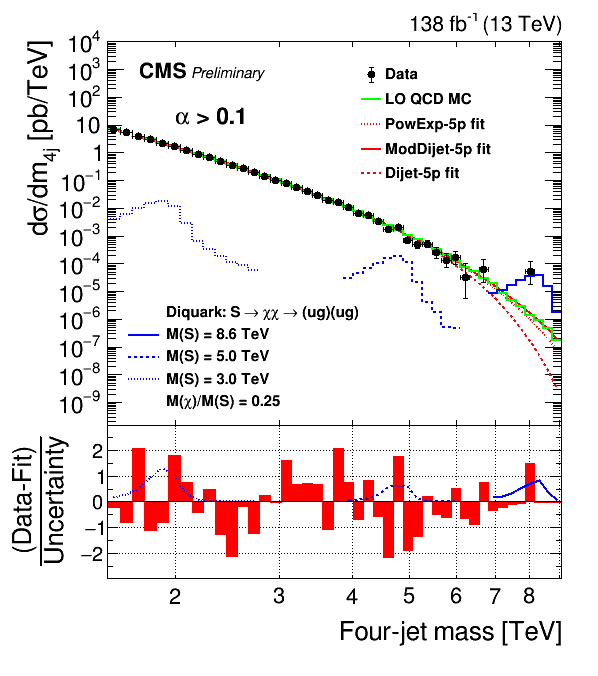 138 fb⁻¹ (13 TeV)
CMS Preliminary
α > 0.1
dσ/dm4j [pb/TeV]
10⁴
10³
10²
10
1
10⁻¹
10⁻²
10⁻³
10⁻⁴
10⁻⁵
10⁻⁶
10⁻⁷
10⁻⁸
10⁻⁹
Data
LO QCD MC
PowExp-5p fit
ModDijet-5p fit
Dijet-5p fit
Diquark: S → χχ → (ug)(ug)
M(S) = 8.6 TeV
M(S) = 5.0 TeV
M(S) = 3.0 TeV
M(χ)/M(S) = 0.25
(Data-Fit)
Uncertainty
2
1
0
−1
−2
2 3 4 5 6 7 8
Four-jet mass [TeV]